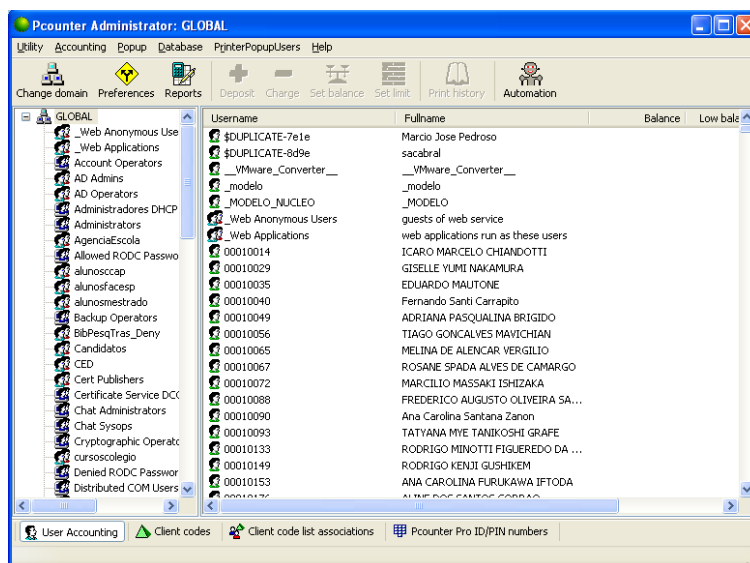 Pcounter Administrator: GLOBAL
Utility Accounting Popup Database PrinterPopupUsers Help
Change domain Preferences Reports Deposit Charge Set balance Set limit Print history Automation
GLOBAL
_Web Anonymous Use
_Web Applications
Account Operators
AD Admins
AD Operators
Administradores DHCP
Administrators
AgenciaEscola
Allowed RODC Passwo
alunosccap
alunosfacesp
alunosmestrado
Backup Operators
BibPesqTras_Deny
Candidatos
CED
Cert Publishers
Certificate Service DCO
Chat Administrators
Chat Sysops
Cryptographic Operato
cursoscolegio
Denied RODC Passwor
Distributed COM Users
Username Fullname Balance Low bala
$DUPLICATE-7e1e Marcio Jose Pedroso
$DUPLICATE-8d9e sacabral
__VMware_Converter__ __VMware_Converter__
_modelo _modelo
_MODELO_NUCLEO _MODELO
_Web Anonymous Users guests of web service
_Web Applications web applications run as these users
00010014 ICARO MARCELO CHIANDOTTI
00010029 GISELLE YUMI NAKAMURA
00010035 EDUARDO MAUTONE
00010040 Fernando Santi Carrapito
00010049 ADRIANA PASQUALINA BRIGIDO
00010056 TIAGO GONCALVES MAVICHIAN
00010065 MELINA DE ALENCAR VERGILIO
00010067 ROSANE SPADA ALVES DE CAMARGO
00010072 MARCILIO MASSAKI ISHIZAKA
00010088 FREDERICO AUGUSTO OLIVEIRA SA...
00010090 Ana Carolina Santana Zanon
00010093 TATYANA MYE TANIKOSHI GRAFE
00010133 RODRIGO MINOTTI FIGUEREDO DA ...
00010149 RODRIGO KENJI GUSHIKEM
00010153 ANA CAROLINA FURUKAWA IFTODA
User Accounting Client codes Client code list associations Pcounter Pro ID/PIN numbers